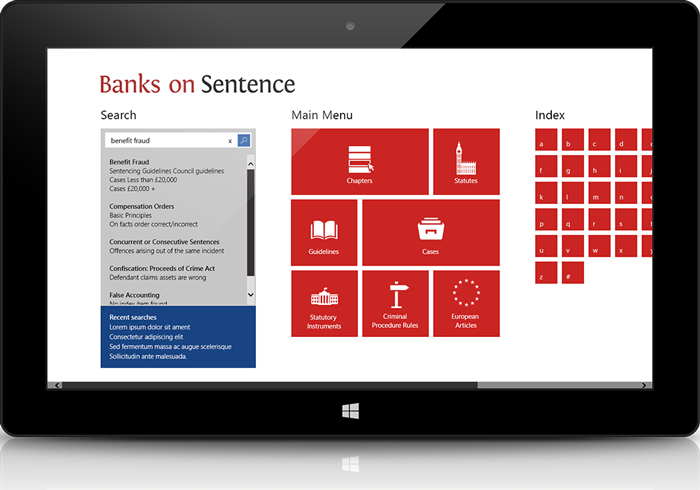 Banks on Sentence
Search
benefit fraud x
Benefit Fraud
Sentencing Guidelines Council guidelines
Cases Less than £20,000
Cases £20,000 +
Compensation Orders
Basic Principles
On facts order correct/incorrect
Concurrent or Consecutive Sentences
Offences arising out of the same incident
Confiscation: Proceeds of Crime Act
Defendant claims assets are wrong
False Accounting
No index item found
Recent searches
Lorem ipsum dolor sit ament
Consectetur adipiscing elit
Sed fermentum massa ac augue scelerisque
Sollicitudin ante malesuada.
Main Menu
Chapters
Statutes
Guidelines
Cases
Statutory
Instruments
Criminal
Procedure Rules
European
Articles
Index
a b c d e
f g h i j
k l m n o
p q r s t
u v w x y
z #